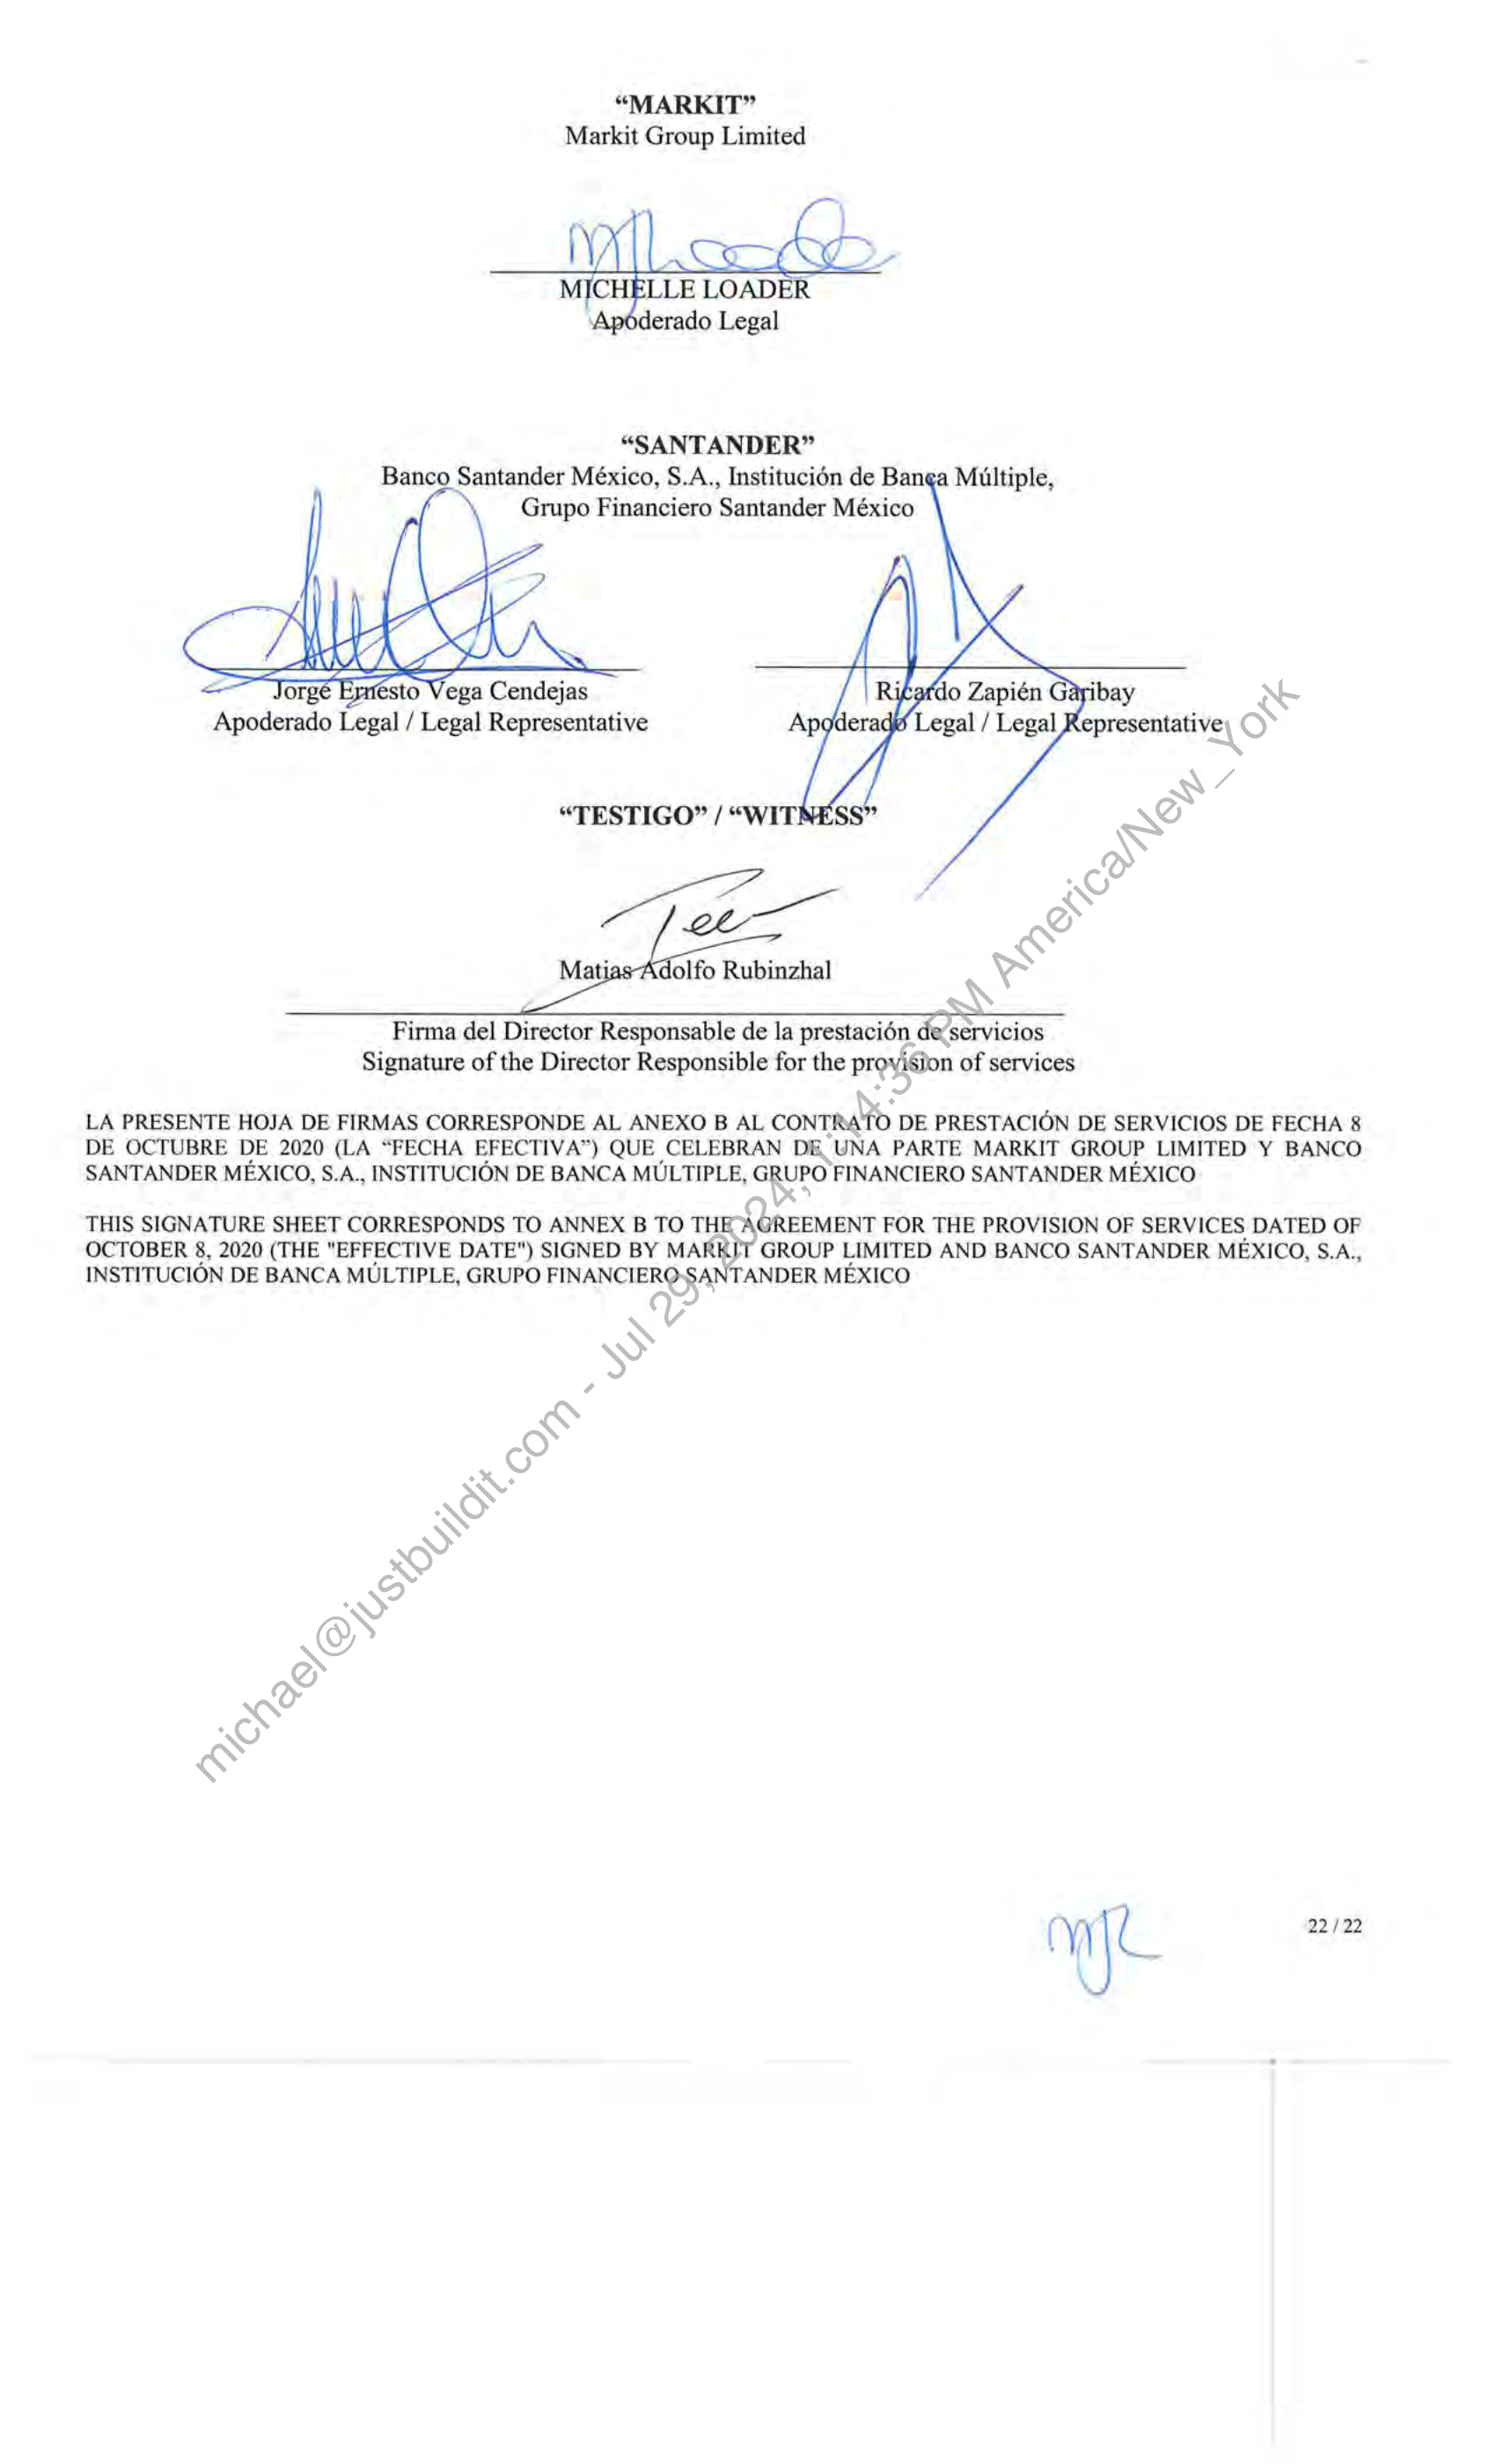 “MARKIT”
Markit Group Limited
MICHELLE LOADER
Apoderado Legal
“SANTANDER”
Banco Santander México, S.A., Institución de Banca Múltiple,
Grupo Financiero Santander México
Jorge Ernesto Vega Cendejas
Apoderado Legal / Legal Representative
Ricardo Zapién Garibay
Apoderado Legal / Legal Representative
“TESTIGO” / “WITNESS”
Matias Adolfo Rubinzhal
Firma del Director Responsable de la prestación de servicios
Signature of the Director Responsible for the provision of services
LA PRESENTE HOJA DE FIRMAS CORRESPONDE AL ANEXO B AL CONTRATO DE PRESTACIÓN DE SERVICIOS DE FECHA 8
DE OCTUBRE DE 2020 (LA “FECHA EFECTIVA”) QUE CELEBRAN DE UNA PARTE MARKIT GROUP LIMITED Y BANCO
SANTANDER MÉXICO, S.A., INSTITUCIÓN DE BANCA MÚLTIPLE, GRUPO FINANCIERO SANTANDER MÉXICO
THIS SIGNATURE SHEET CORRESPONDS TO ANNEX B TO THE AGREEMENT FOR THE PROVISION OF SERVICES DATED OF
OCTOBER 8, 2020 (THE "EFFECTIVE DATE") SIGNED BY MARKIT GROUP LIMITED AND BANCO SANTANDER MÉXICO, S.A.,
INSTITUCIÓN DE BANCA MÚLTIPLE, GRUPO FINANCIERO SANTANDER MÉXICO
michael@justbuildit.com - Jul 29, 2024, 1:14:36 PM America/New_York
22 / 22